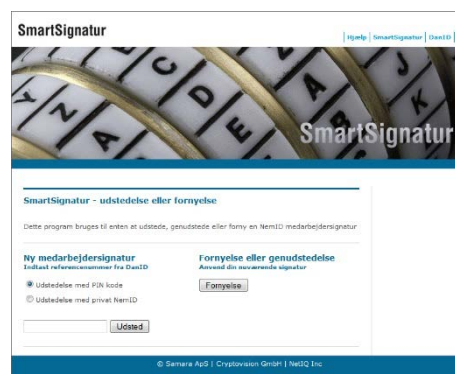 SmartSignatur
Hjælp | SmartSignatur | DanID |
J
C
D
A
K
Y
Z
A
E
SmartSignatur
SmartSignatur - udstedelse eller fornyelse
Dette program bruges til enten at udstede, genudstede eller forny en NemID medarbejdersignatur
Ny medarbejdersignatur
Indtast referencenummer fra DanID
Udstedelse med PIN kode
Udstedelse med privat NemID
Udsted
Fornyelse eller genudstedelse
Anvend din nuværende signatur
Fornyelse
© Samara ApS | Cryptovision GmbH | NetIQ Inc